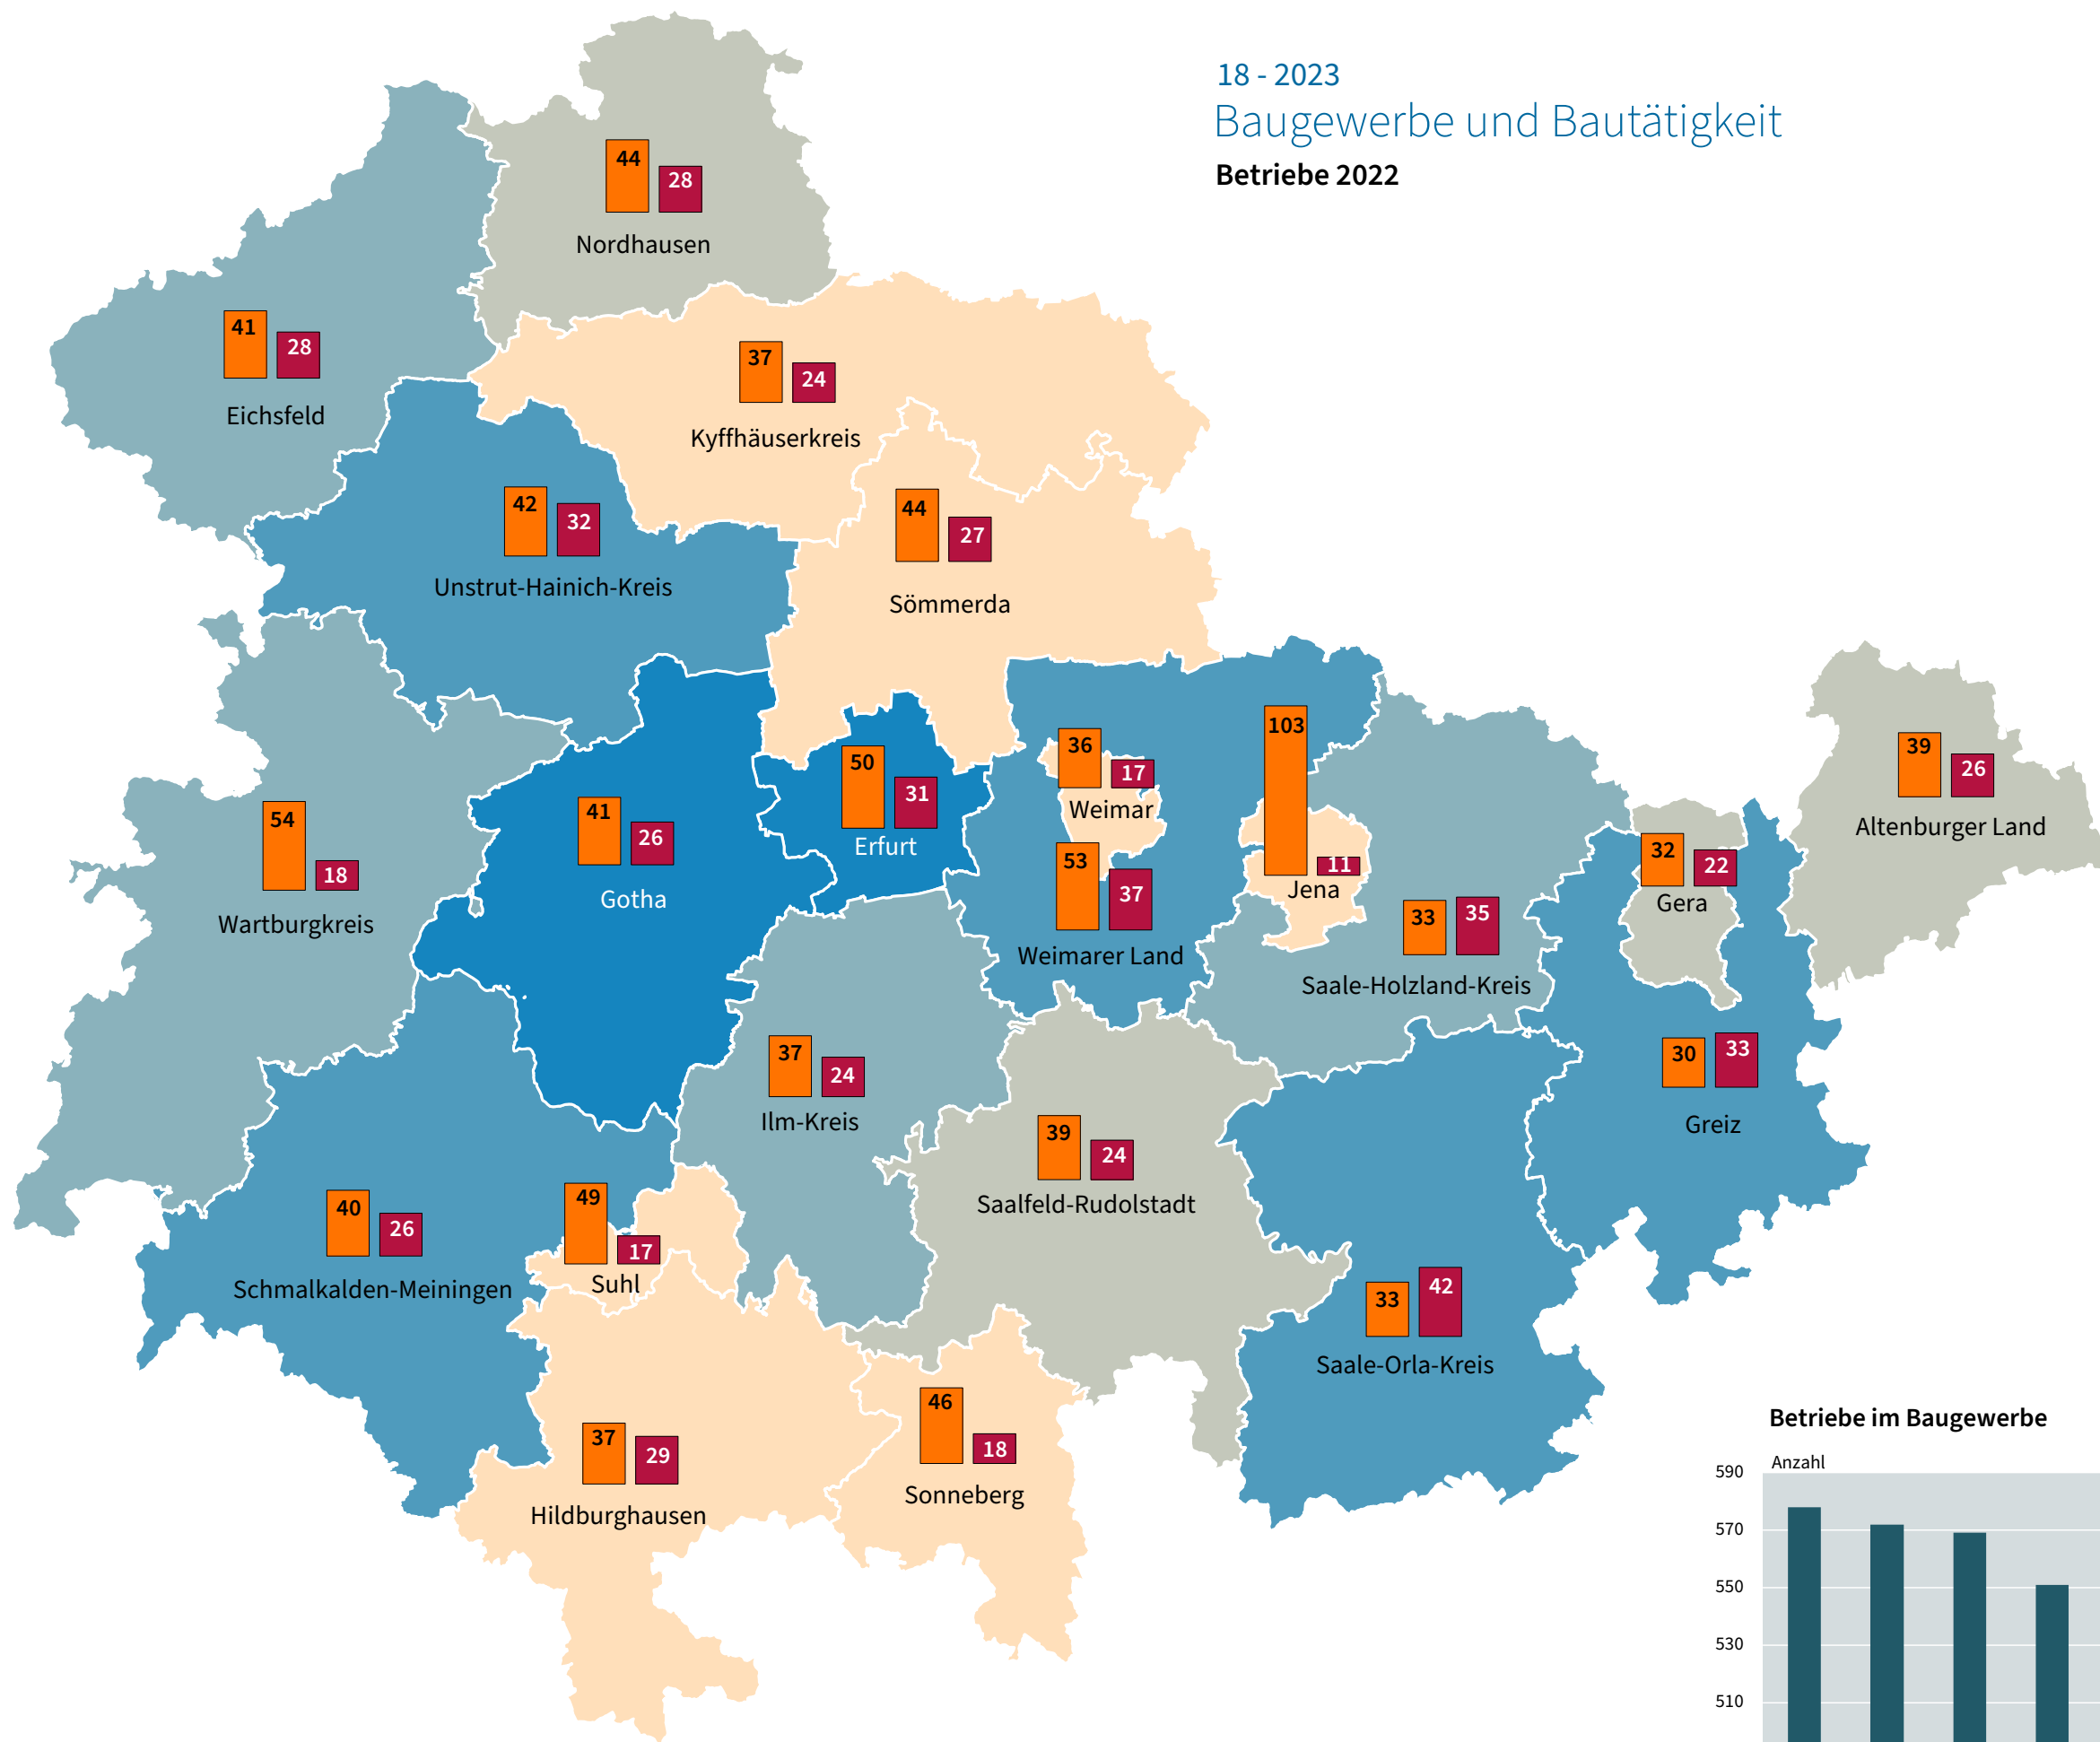 18 - 2023
Baugewerbe und Bautätigkeit
Betriebe 2022
44
28
Nordhausen
41
28
Eichsfeld
37
24
Kyffhäuserkreis
42
32
Unstrut-Hainich-Kreis
44
27
Sömmerda
54
18
Wartburgkreis
41
26
Gotha
50
31
Erfurt
36
17
Weimar
53
37
Weimarer Land
103
11
Jena
33
35
Saale-Holzland-Kreis
32
22
Gera
39
26
Altenburger Land
30
33
Greiz
37
24
Ilm-Kreis
39
24
Saalfeld-Rudolstadt
40
26
Schmalkalden-Meiningen
49
17
Suhl
33
42
Saale-Orla-Kreis
37
29
Hildburghausen
46
18
Sonneberg
Betriebe im Baugewerbe
Anzahl
590
570
550
530
510